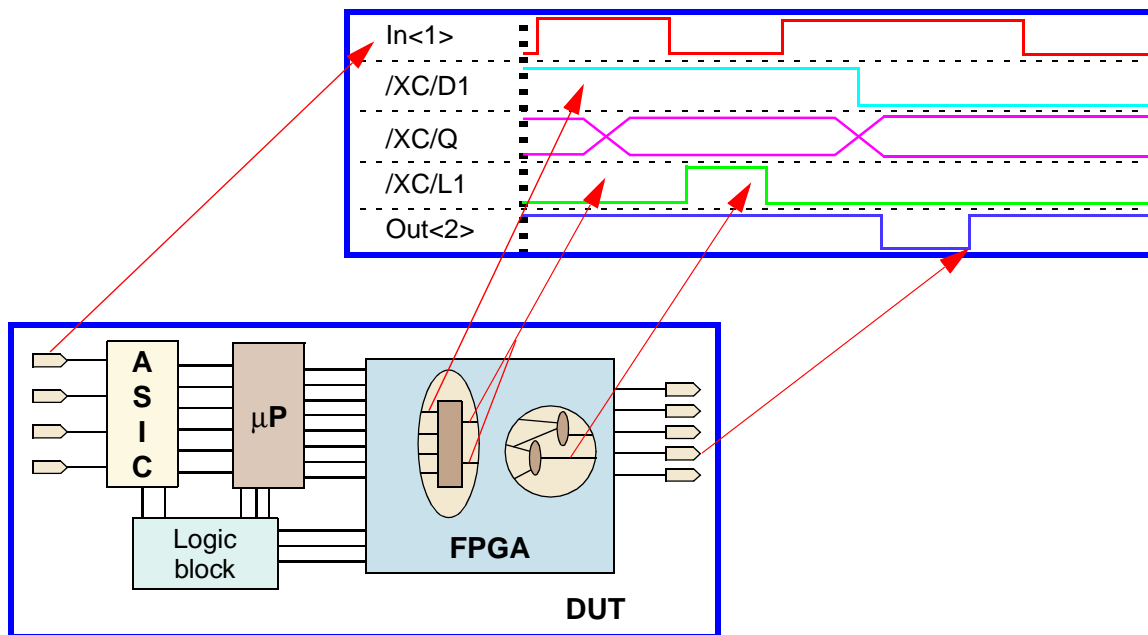 In<1>
/XC/D1
/XC/Q
/XC/L1
Out<2>
A
S
I
C
μP
Logic
block
FPGA
DUT